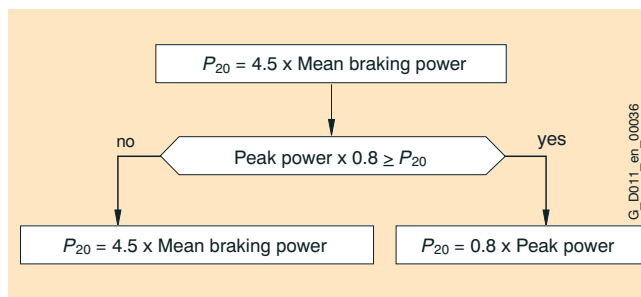 P20 = 4.5 x Mean braking power
no
yes
Peak power x 0.8 ≥ P20
P20 = 4.5 x Mean braking power
P20 = 0.8 x Peak power
G_D011_en_00036